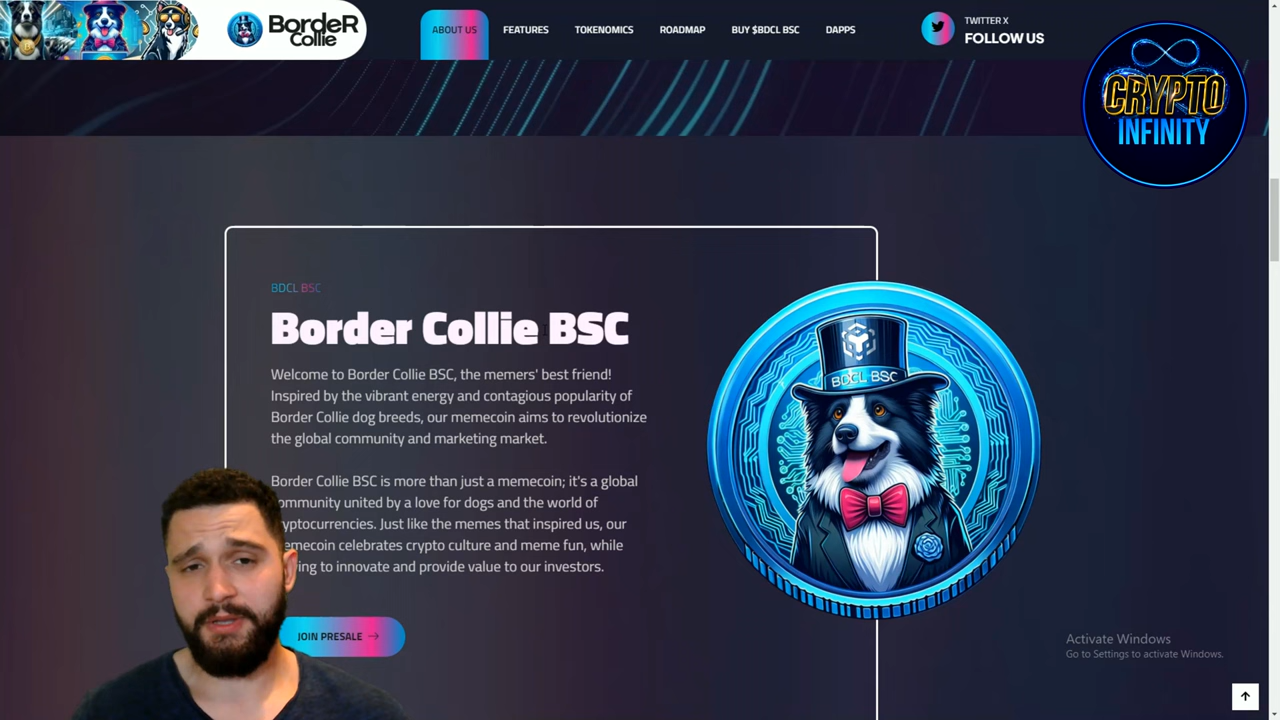 BordeR
Collie
ABOUT US
FEATURES
TOKENOMICS
ROADMAP
BUY $BDCL BSC
DAPPS
TWITTER X
FOLLOW US
CRYPTO
INFINITY
BDCL BSC
Border Collie BSC
Welcome to Border Collie BSC, the memers' best friend!
Inspired by the vibrant energy and contagious popularity of
Border Collie dog breeds, our memecoin aims to revolutionize
the global community and marketing market.
Border Collie BSC is more than just a memecoin; it's a global
community united by a love for dogs and the world of
cryptocurrencies. Just like the memes that inspired us, our
memecoin celebrates crypto culture and meme fun, while
to innovate and provide value to our investors.
JOIN PRESALE
BDCL BSC
Activate Windows
Go to Settings to activate Windows.